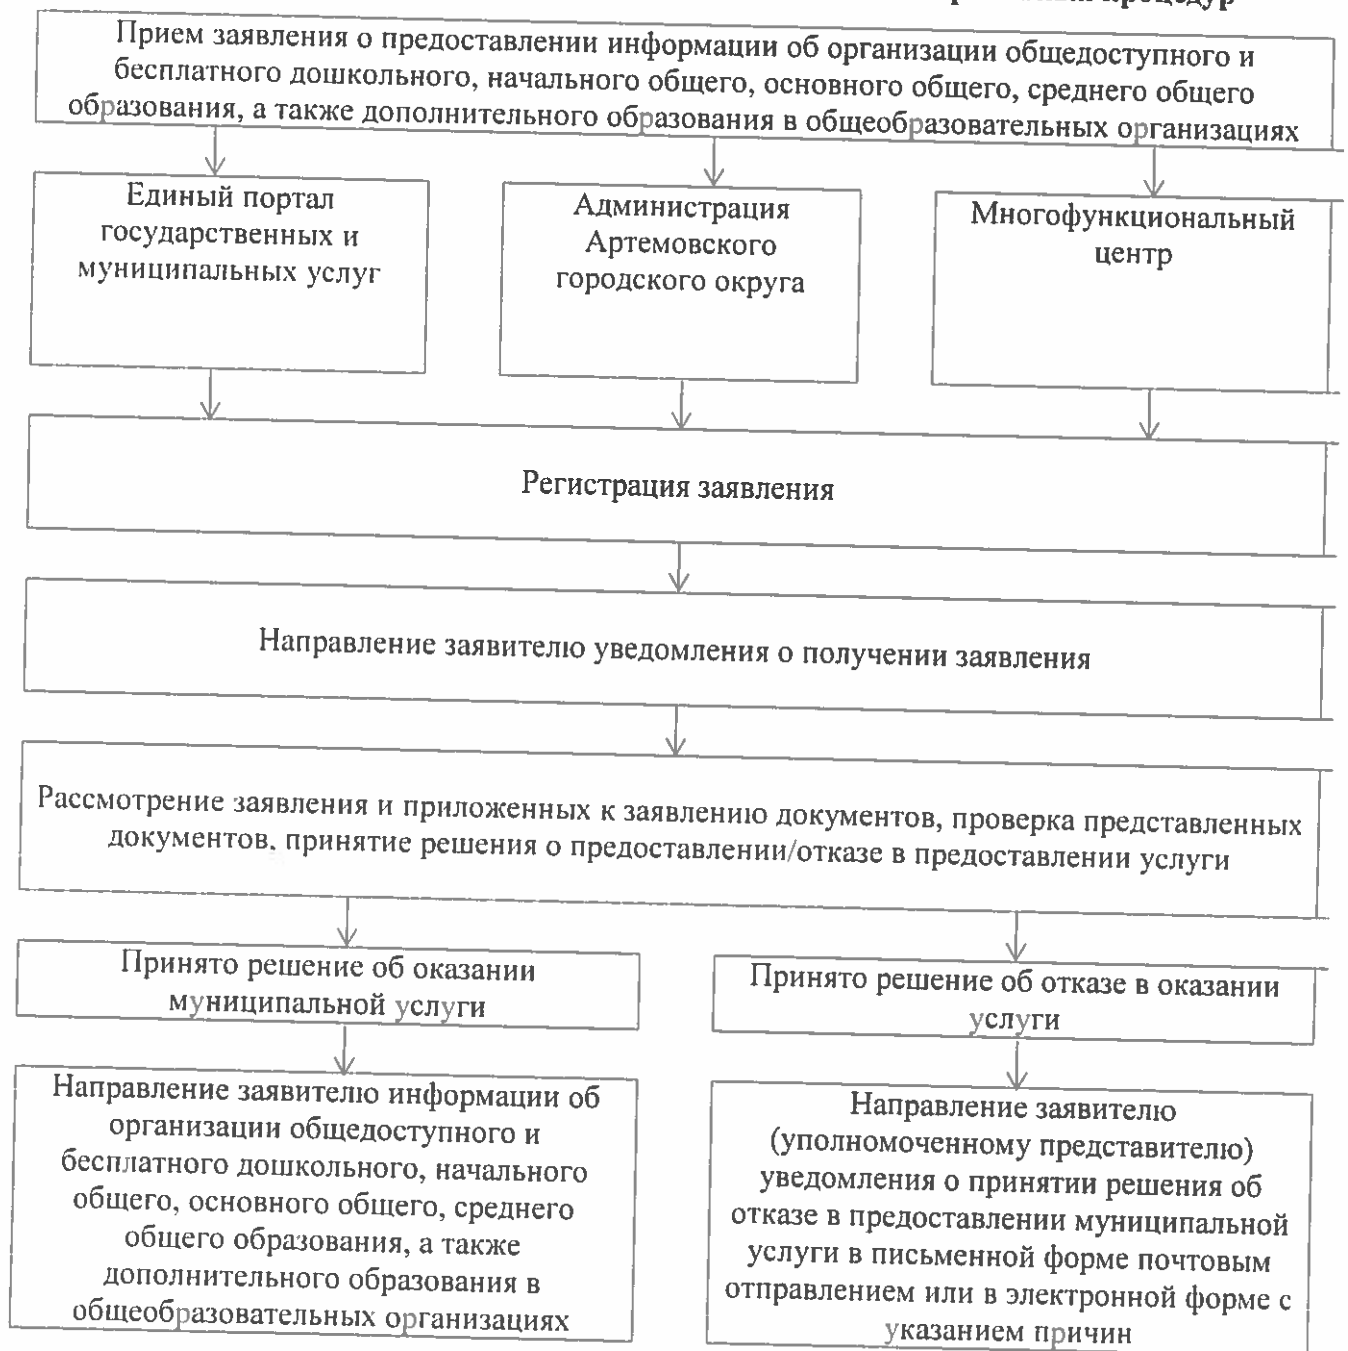 процедур
Прием заявления о предоставлении информации об организации общедоступного и
бесплатного дошкольного, начального общего, основного общего, среднего общего
образования, а также дополнительного образования в общеобразовательных организациях
Единый портал
государственных и
муниципальных услуг
Администрация
Артемовского
городского округа
Многофункциональный
центр
Регистрация заявления
Направление заявителю уведомления о получении заявления
Рассмотрение заявления и приложенных к заявлению документов, проверка представленных
документов, принятие решения о предоставлении/отказе в предоставлении услуги
Принято решение об оказании
муниципальной услуги
Принято решение об отказе в оказании
услуги
Направление заявителю информации об
организации общедоступного и
бесплатного дошкольного, начального
общего, основного общего, среднего
общего образования, а также
дополнительного образования в
общеобразовательных организациях
Направление заявителю
(уполномоченному представителю)
уведомления о принятии решения об
отказе в предоставлении муниципальной
услуги в письменной форме почтовым
отправлением или в электронной форме с
указанием причин